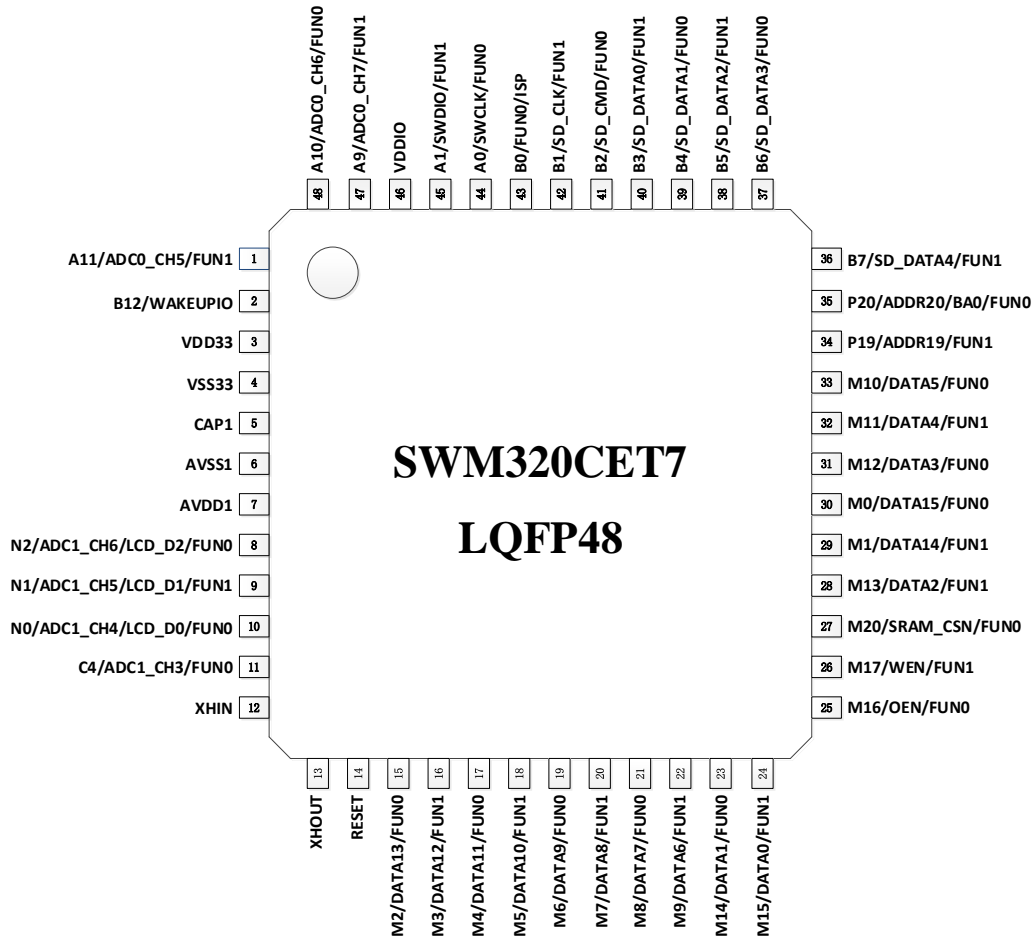 A10/ADC0_CH6/FUN0
A9/ADC0_CH7/FUN1
VDDIO
A1/SWDIO/FUN1
A0/SWCLK/FUN0
B0/FUN0/ISP
B1/SD_CLK/FUN1
B2/SD_CMD/FUN0
B3/SD_DATA0/FUN1
B4/SD_DATA1/FUN0
B5/SD_DATA2/FUN1
B6/SD_DATA3/FUN0
48 47 46 45 44 43 42 41 40 39 38 37
A11/ADC0_CH5/FUN1 1
B12/WAKEUPIO 2
VDD33 3
VSS33 4
CAP1 5
AVSS1 6
AVDD1 7
N2/ADC1_CH6/LCD_D2/FUN0 8
N1/ADC1_CH5/LCD_D1/FUN1 9
N0/ADC1_CH4/LCD_D0/FUN0 10
C4/ADC1_CH3/FUN0 11
XHIN 12
SWM320CET7
LQFP48
36 B7/SD_DATA4/FUN1
35 P20/ADDR20/BA0/FUN0
34 P19/ADDR19/FUN1
33 M10/DATA5/FUN0
32 M11/DATA4/FUN1
31 M12/DATA3/FUN0
30 M0/DATA15/FUN0
29 M1/DATA14/FUN1
28 M13/DATA2/FUN1
27 M20/SRAM_CSN/FUN0
26 M17/WEN/FUN1
25 M16/OEN/FUN0
13 14 15 16 17 18 19 20 21 22 23 24
XHOUT
RESET
M2/DATA13/FUN0
M3/DATA12/FUN1
M4/DATA11/FUN0
M5/DATA10/FUN1
M6/DATA9/FUN0
M7/DATA8/FUN1
M8/DATA7/FUN0
M9/DATA6/FUN1
M14/DATA1/FUN0
M15/DATA0/FUN1